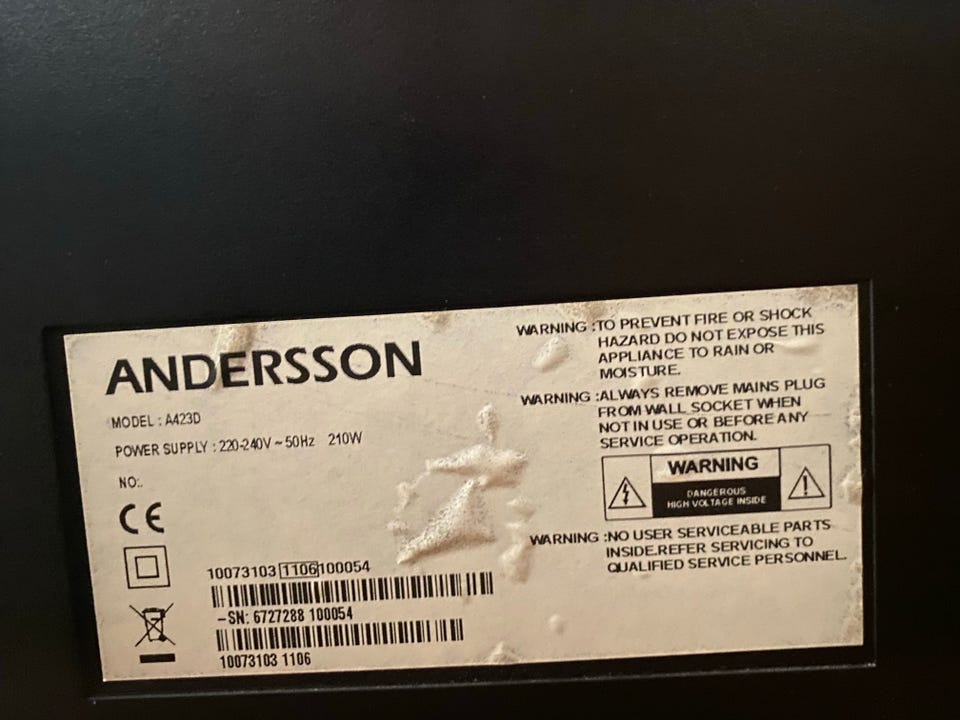 ANDERSSON
MODEL : A423D
POWER SUPPLY : 220-240V ~ 50Hz 210W
NO:.
CE
10073103 1106 100054
-SN: 6727288 100054
10073103 1106
WARNING :TO PREVENT FIRE OR SHOCK
HAZARD DO NOT EXPOSE THIS
APPLIANCE TO RAIN OR
MOISTURE.
WARNING :ALWAYS REMOVE MAINS PLUG
FROM WALL SOCKET WHEN
NOT IN USE OR BEFORE ANY
SERVICE OPERATION.
WARNING
DANGEROUS
HIGH VOLTAGE INSIDE
WARNING :NO USER SERVICEABLE PARTS
INSIDE.REFER SERVICING TO
QUALIFIED SERVICE PERSONNEL.